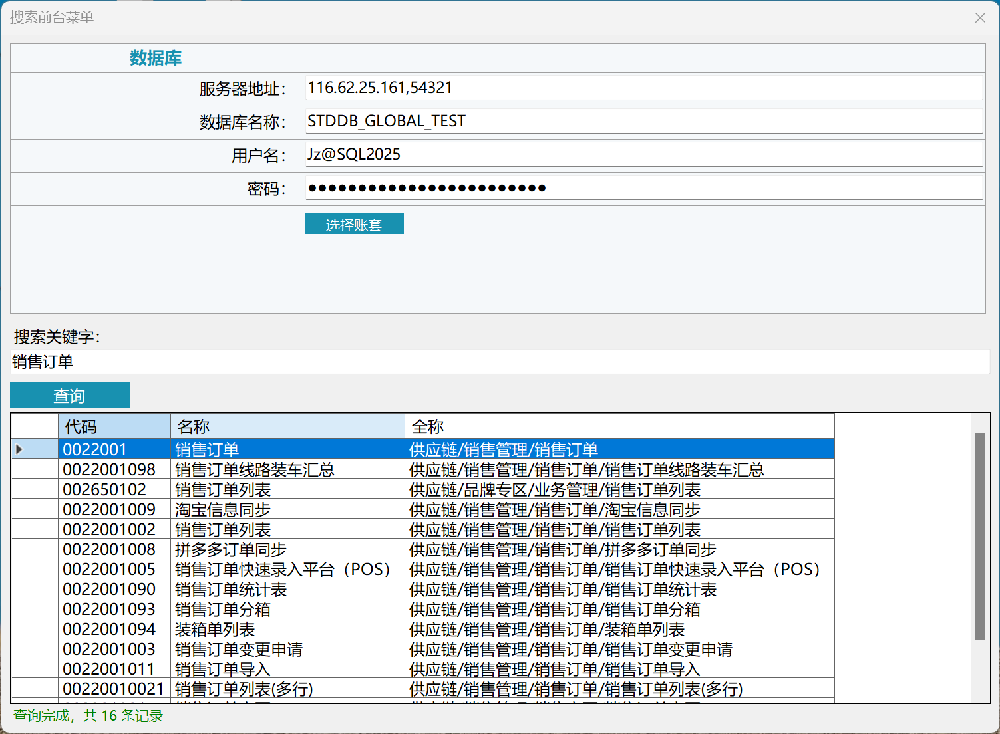 搜索前台菜单
数据库
服务器地址： 116.62.25.161,54321
数据库名称： STDDB_GLOBAL_TEST
用户名： Jz@SQL2025
密码： ●●●●●●●●●●●●●●●●●●●●●●●●
选择账套
搜索关键字：
销售订单
查询
代码 名称 全称
0022001 销售订单 供应链/销售管理/销售订单
0022001098 销售订单线路装车汇总 供应链/销售管理/销售订单/销售订单线路装车汇总
002650102 销售订单列表 供应链/品牌专区/业务管理/销售订单列表
0022001009 淘宝信息同步 供应链/销售管理/销售订单/淘宝信息同步
0022001002 销售订单列表 供应链/销售管理/销售订单/销售订单列表
0022001008 拼多多订单同步 供应链/销售管理/销售订单/拼多多订单同步
0022001005 销售订单快速录入平台（POS） 供应链/销售管理/销售订单/销售订单快速录入平台（POS）
0022001090 销售订单统计表 供应链/销售管理/销售订单/销售订单统计表
0022001093 销售订单分箱 供应链/销售管理/销售订单/销售订单分箱
0022001094 装箱单列表 供应链/销售管理/销售订单/装箱单列表
0022001003 销售订单变更申请 供应链/销售管理/销售订单/销售订单变更申请
0022001011 销售订单导入 供应链/销售管理/销售订单/销售订单导入
00220010021 销售订单列表(多行) 供应链/销售管理/销售订单/销售订单列表(多行)
查询完成，共 16 条记录